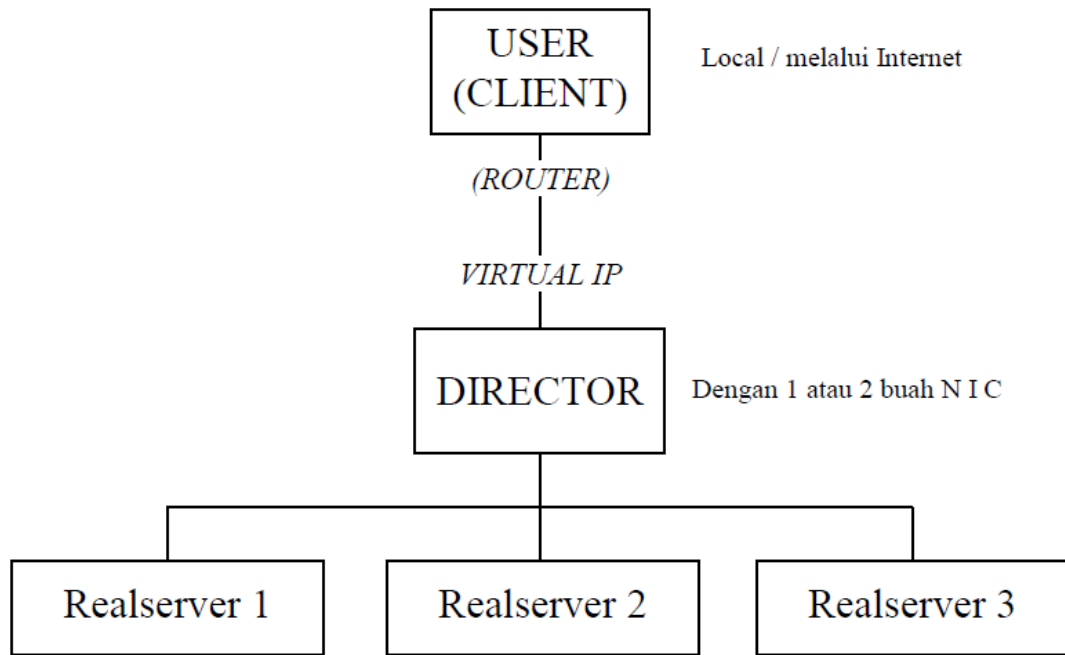 USER
(CLIENT)
Local / melalui Internet
(ROUTER)
VIRTUAL IP
DIRECTOR
Dengan 1 atau 2 buah N I C
Realserver 1
Realserver 2
Realserver 3